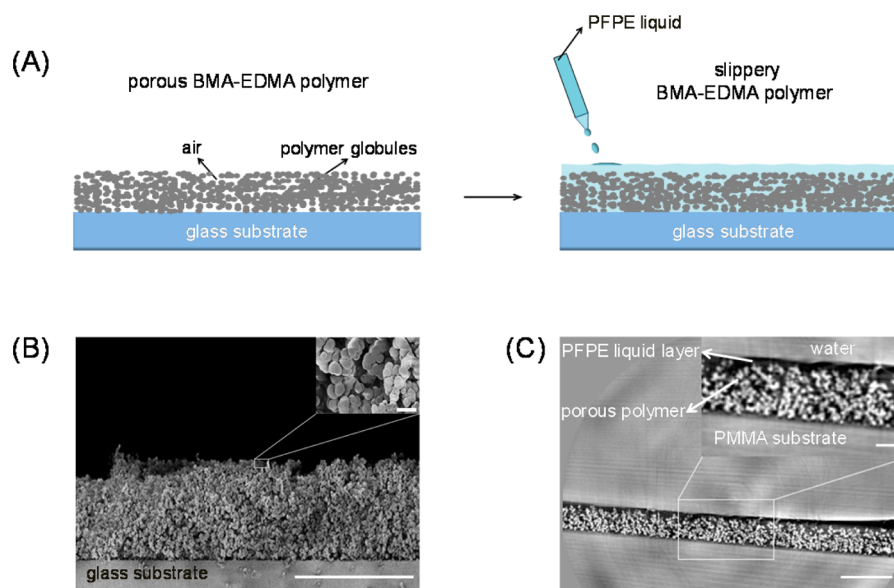 (A)
porous BMA-EDMA polymer
air
polymer globules
glass substrate
PFPE liquid
slippery
BMA-EDMA polymer
glass substrate
(B)
glass substrate
(C)
PFPE liquid layer
water
porous polymer
PMMA substrate